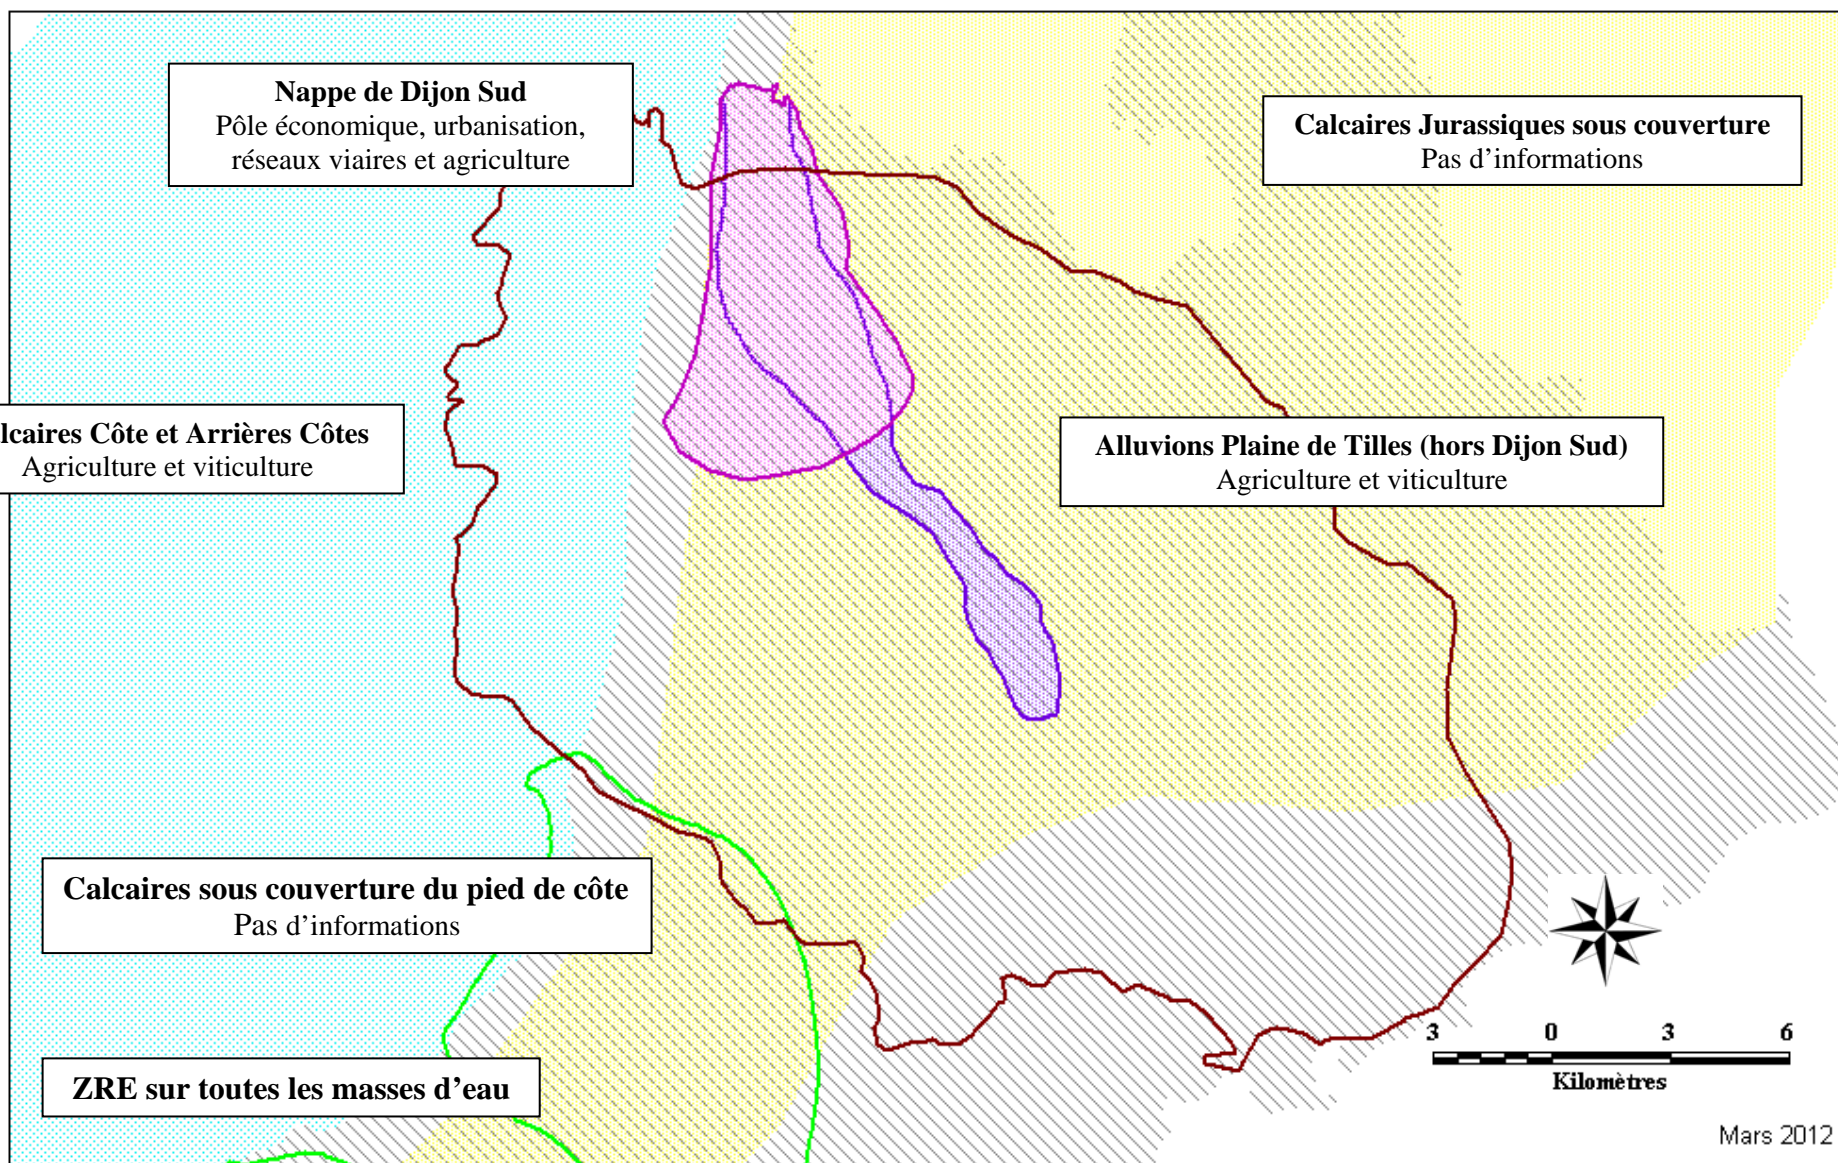 Nappe de Dijon Sud
Pôle économique, urbanisation,
réseaux viaires et agriculture
Calcaires Jurassiques sous couverture
Pas d’informations
lcaires Côte et Arrières Côtes
Agriculture et viticulture
Alluvions Plaine de Tilles (hors Dijon Sud)
Agriculture et viticulture
Calcaires sous couverture du pied de côte
Pas d’informations
ZRE sur toutes les masses d’eau
3 0 3 6
Kilomètres
Mars 2012